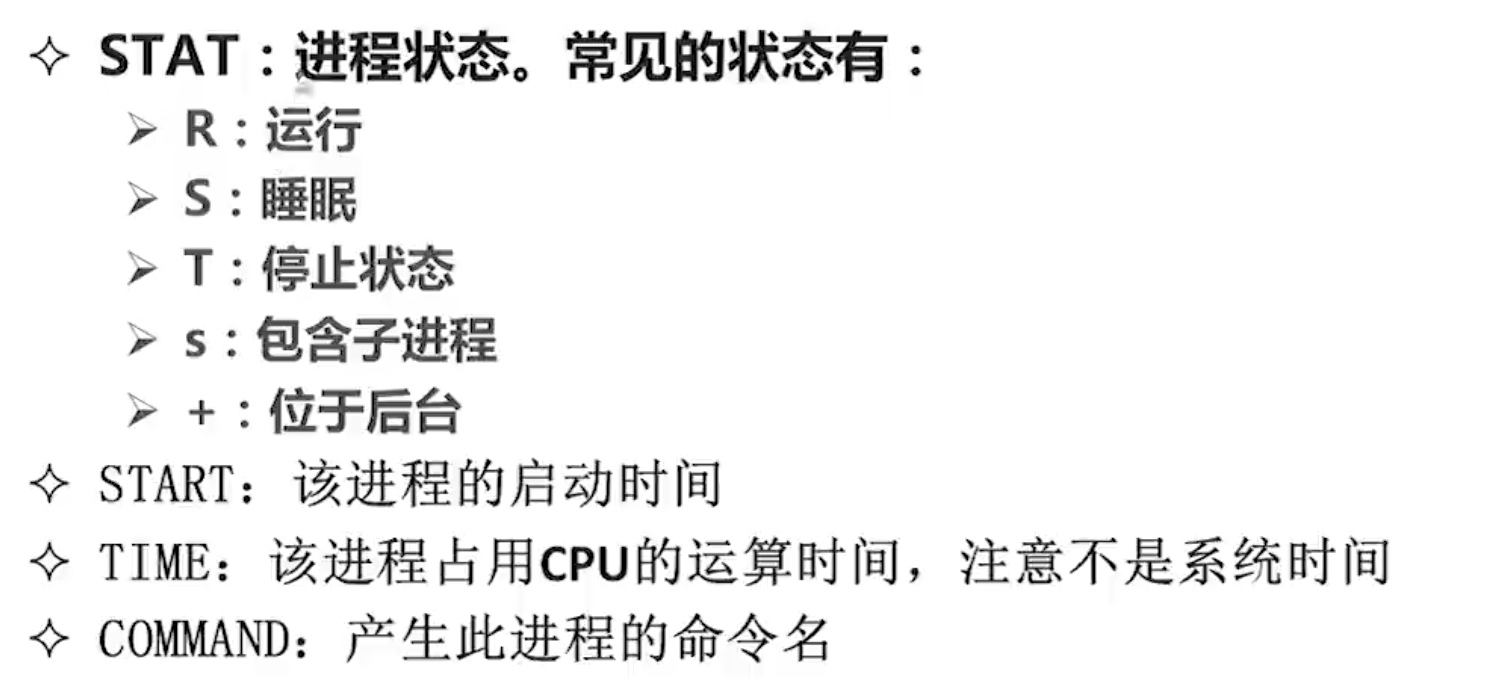 ✧ STAT：进程状态。常见的状态有：
➢ R：运行
➢ S：睡眠
➢ T：停止状态
➢ s：包含子进程
➢ +：位于后台
✧ START：该进程的启动时间
✧ TIME：该进程占用CPU的运算时间，注意不是系统时间
✧ COMMAND：产生此进程的命令名